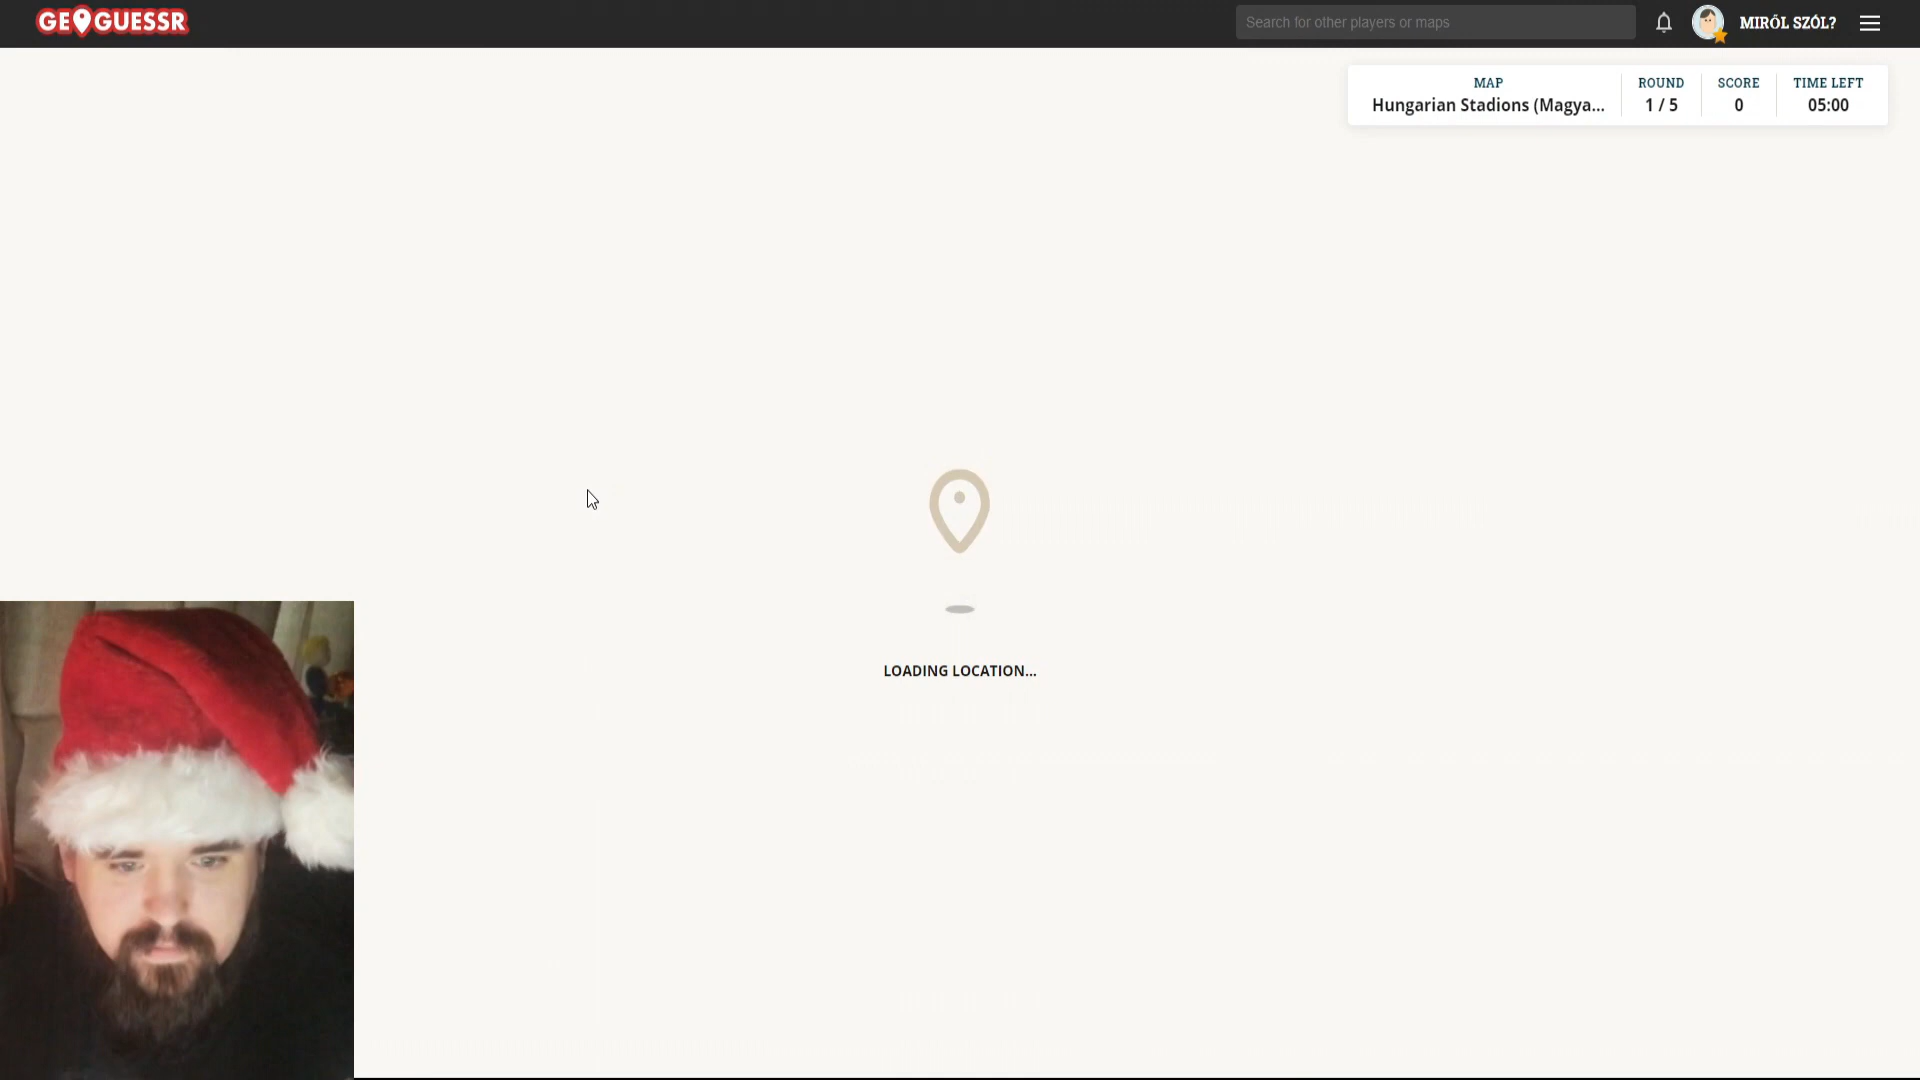 GEOGUESSR
Search for other players or maps
MIRŐL SZÓL?
MAP
Hungarian Stadions (Magya...
ROUND
1 / 5
SCORE
0
TIME LEFT
05:00
LOADING LOCATION...